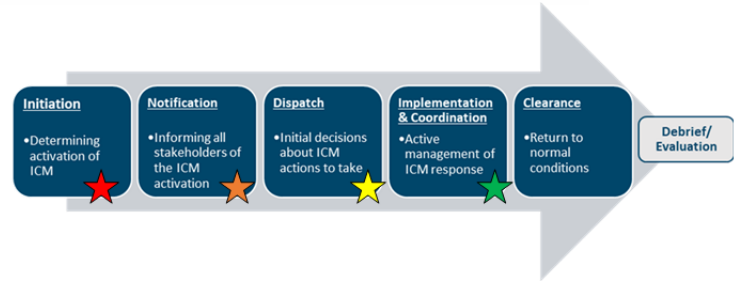 Initiation
•Determining
activation of
ICM
Notification
•Informing all
stakeholders of
the ICM
activation
Dispatch
•Initial decisions
about ICM
actions to take
Implementation
& Coordination
•Active
management of
ICM response
Clearance
•Return to
normal
conditions
Debrief/
Evaluation